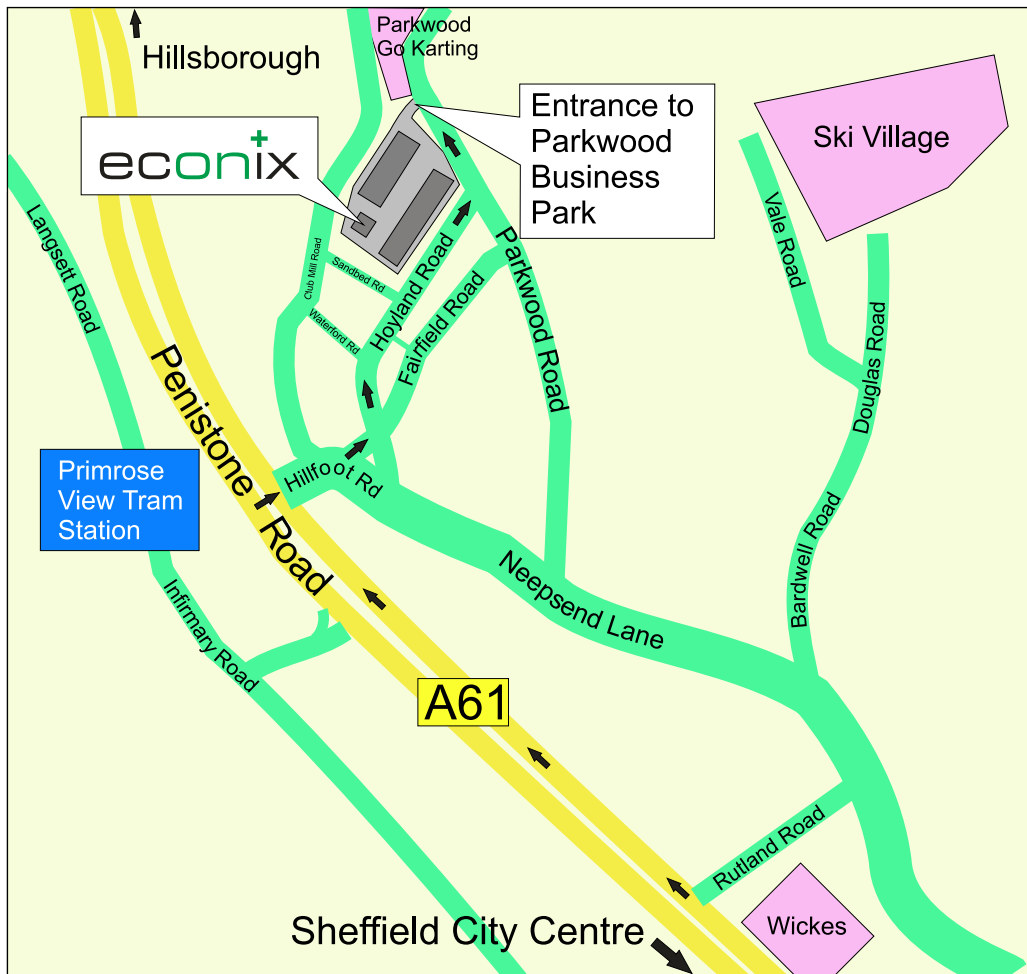 Parkwood
Go Karting
Hillsborough
Entrance to
Parkwood
Business
Park
Ski Village
econix
Langsett Road
Vale Road
Club Mill Road
Sandbed Rd
Hoyland Road
Parkwood Road
Waterford Rd
Fairfield Road
Douglas Road
Penistone Road
Primrose
View Tram
Station
Hillfoot Rd
Bardwell Road
Neepsend Lane
Infirmary Road
A61
Rutland Road
Sheffield City Centre
Wickes